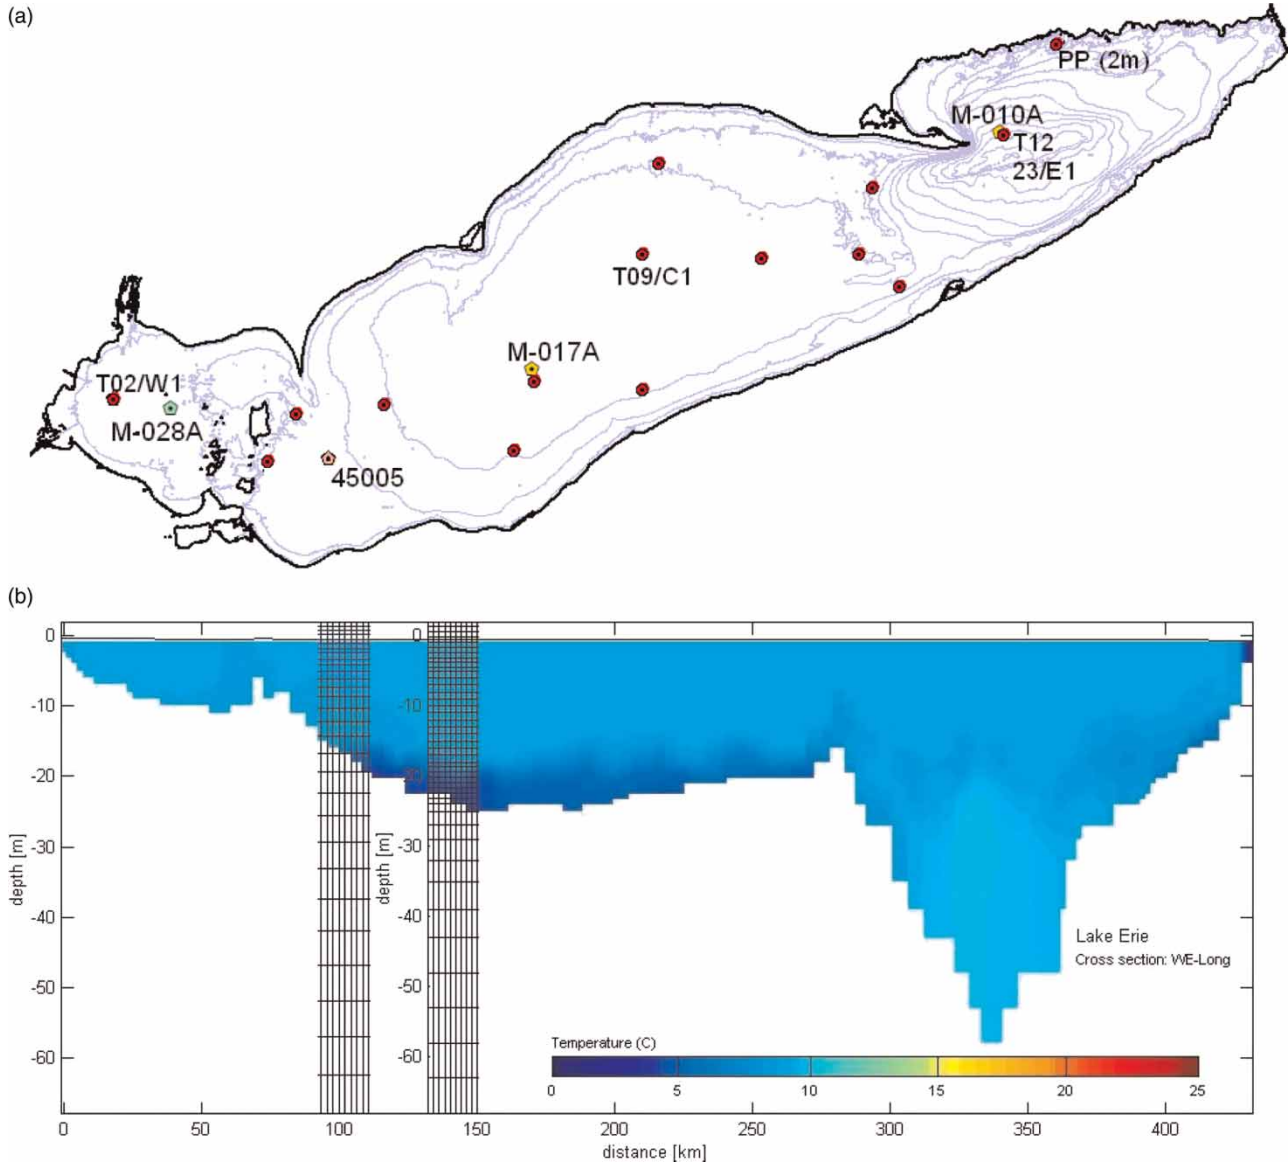 (a)
PP (2m)
M-010A
T12
23/E1
T09/C1
M-017A
T02/W1
M-028A
45005
(b)
0
-10
-20
-30
-40
-50
-60
depth [m]
0
-10
-30
-40
-50
-60
depth [m]
Lake Erie
Cross section: WE-Long
Temperature (C)
0 5 10 15 20 25
0 50 100 150 200 250 300 350 400
distance [km]